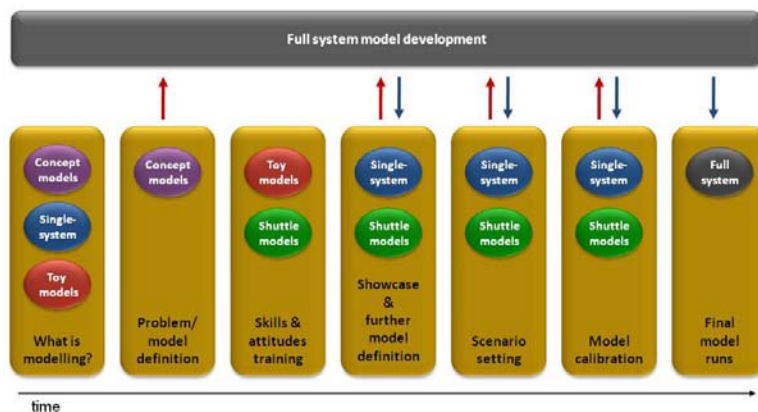 Full system model development
Concept
models
Single-
system
Toy
models
What is
modelling?
Concept
models
Problem/
model
definition
Toy
models
Shuttle
models
Skills &
attitudes
training
Single-
system
Shuttle
models
Showcase
&
further
model
definition
Single-
system
Shuttle
models
Scenario
setting
Single-
system
Shuttle
models
Model
calibration
Full
system
Final
model
runs
time